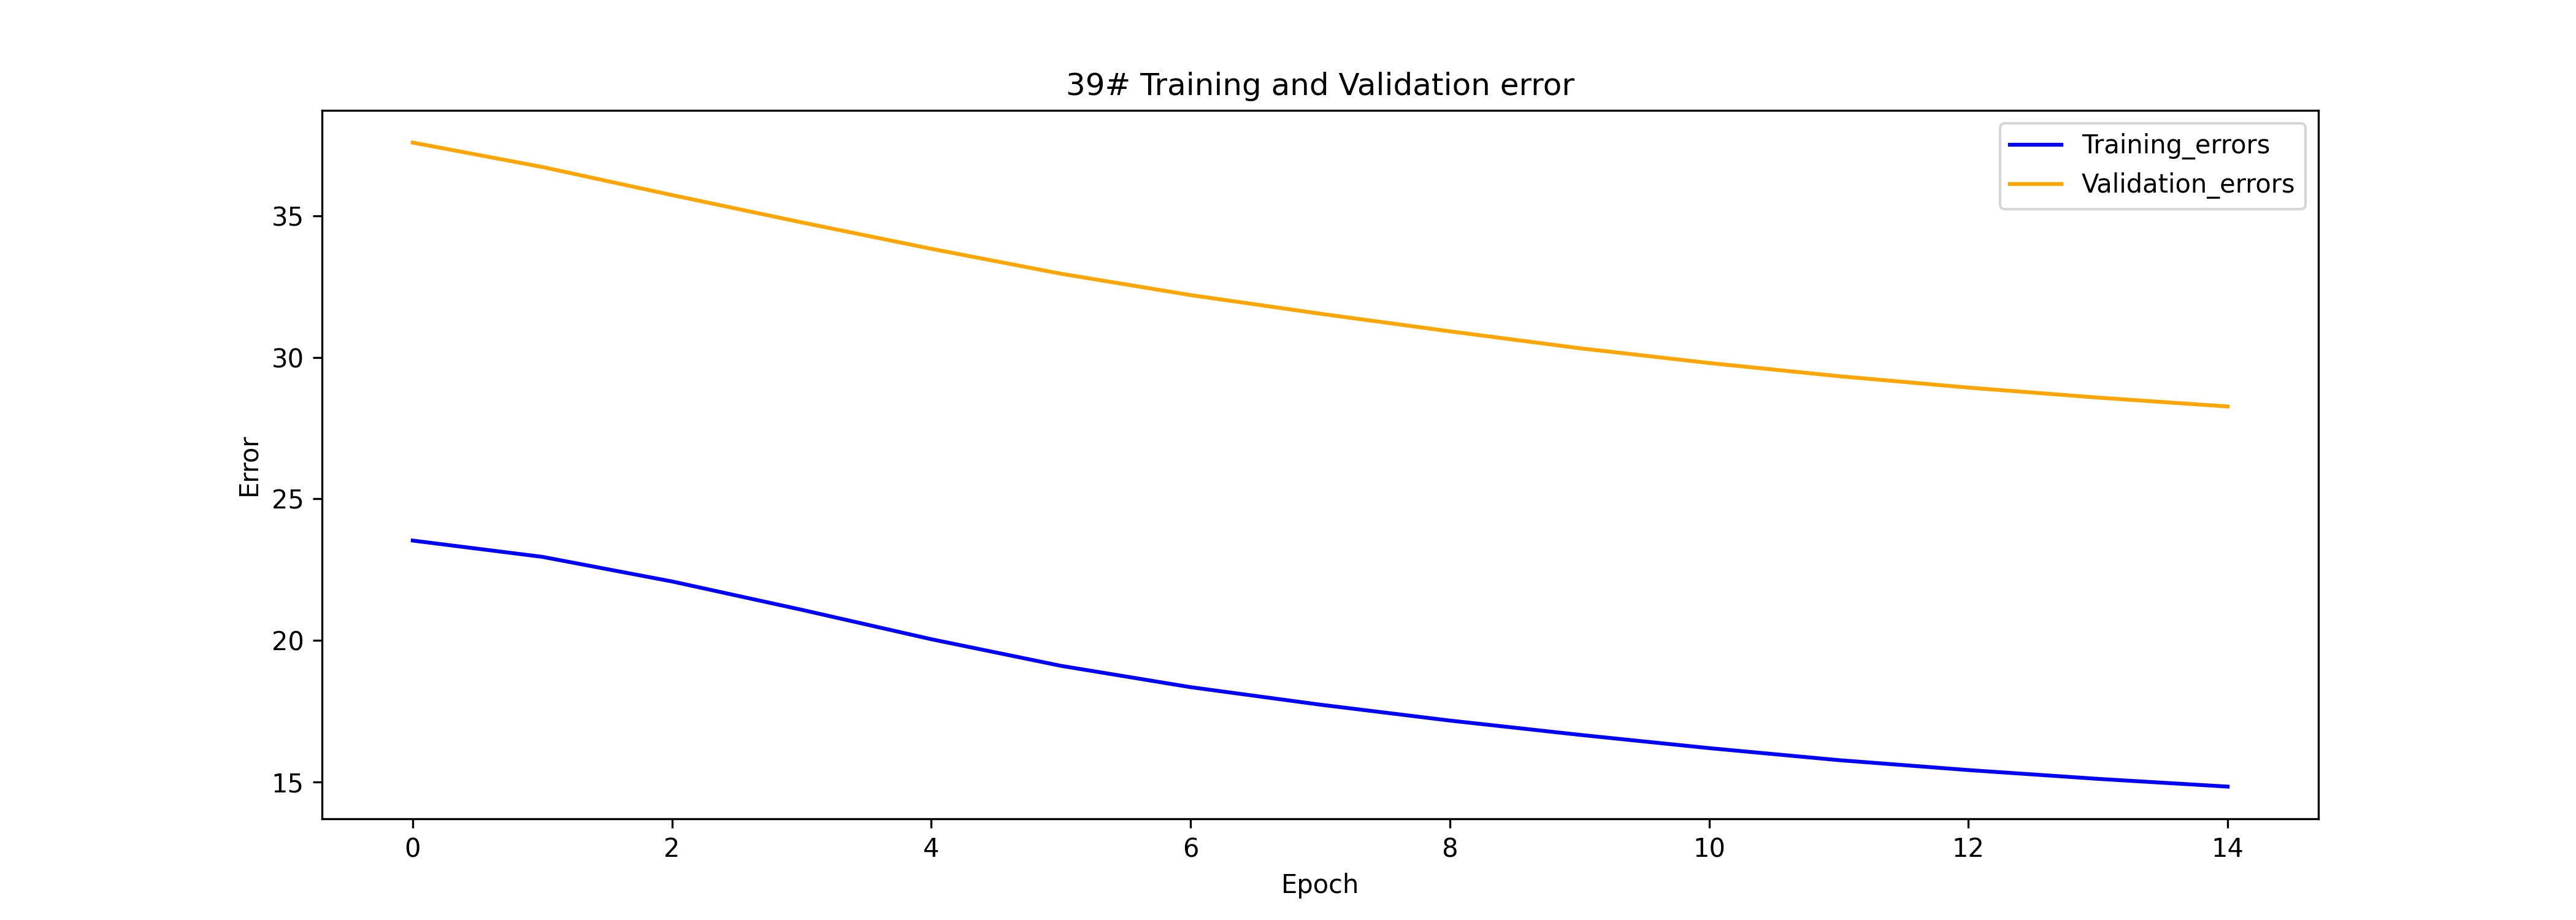 39# Training and Validation error
Training_errors
Validation_errors
35
30
25
20
15
Error
0 2 4 6 8 10 12 14
Epoch